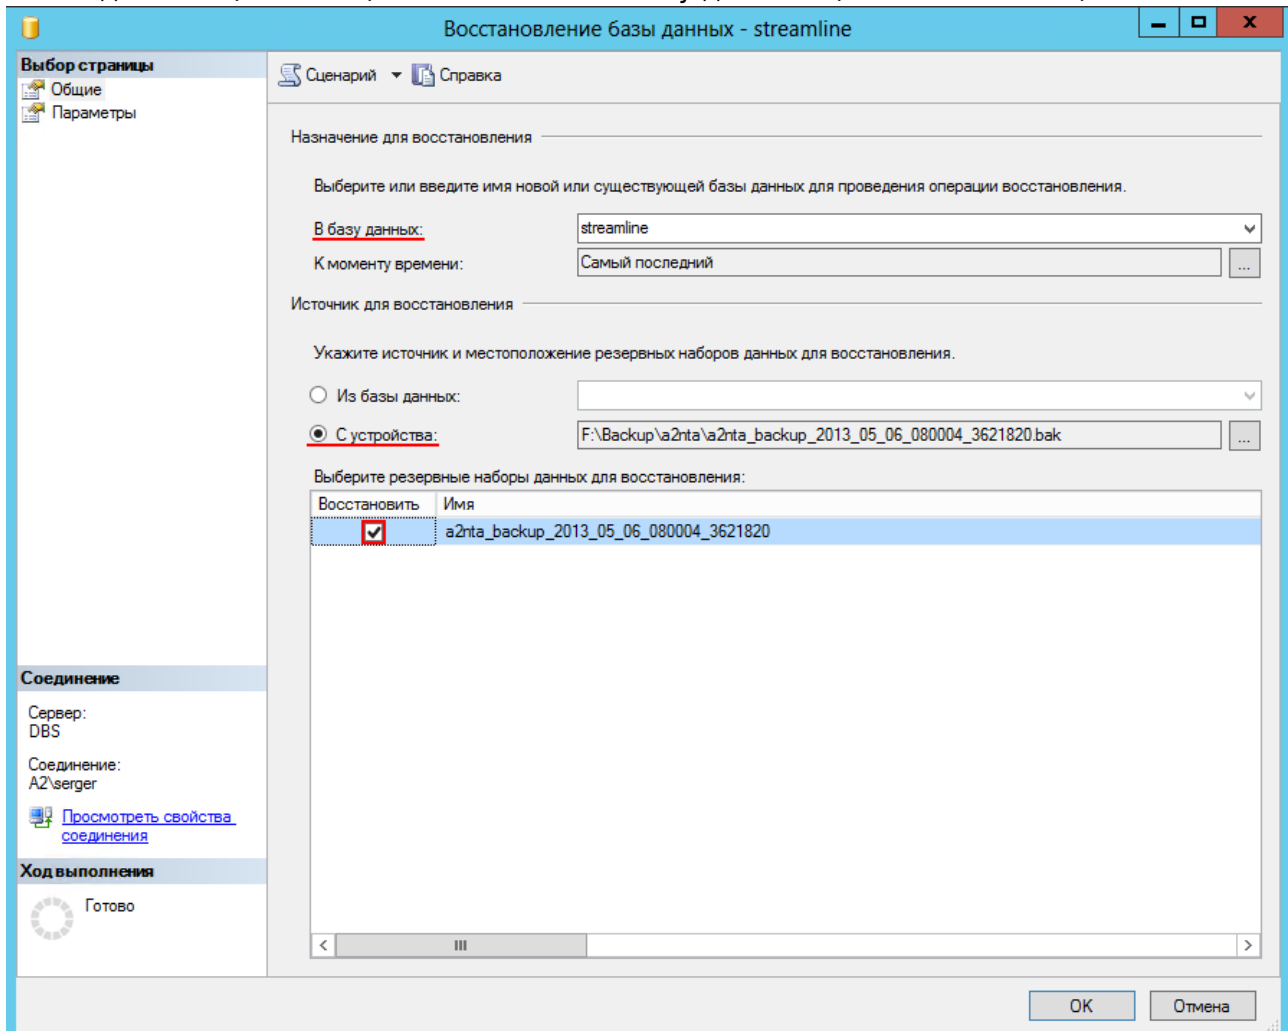 Восстановление базы данных - streamline
Выбор страницы
Общие
Параметры
Сценарий
Справка
Назначение для восстановления
Выберите или введите имя новой или существующей базы данных для проведения операции восстановления.
В базу данных:
streamline
К моменту времени:
Самый последний
...
Источник для восстановления
Укажите источник и местоположение резервных наборов данных для восстановления.
Из базы данных:
С устройства:
F:\Backup\a2nta\a2nta_backup_2013_05_06_080004_3621820.bak
...
Выберите резервные наборы данных для восстановления:
Восстановить Имя
a2nta_backup_2013_05_06_080004_3621820
Соединение
Сервер:
DBS
Соединение:
A2\serger
Просмотреть свойства
соединения
Ход выполнения
Готово
OK
Отмена